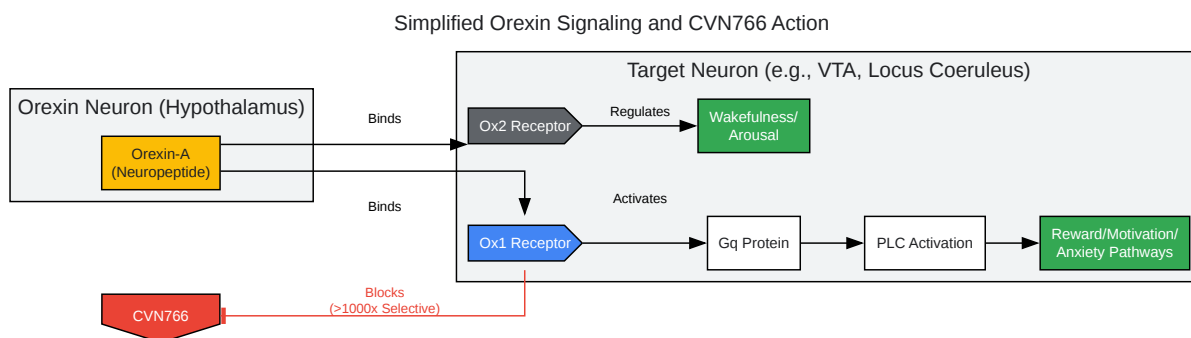 Simplified Orexin Signaling and CVN766 Action
Target Neuron (e.g., VTA, Locus Coeruleus)
Orexin Neuron (Hypothalamus)
Orexin-A
(Neuropeptide)
Binds
Binds
Ox2 Receptor
Regulates
Wakefulness/
Arousal
Ox1 Receptor
Activates
Gq Protein
PLC Activation
Reward/Motivation/
Anxiety Pathways
Blocks
(>1000x Selective)
CVN766